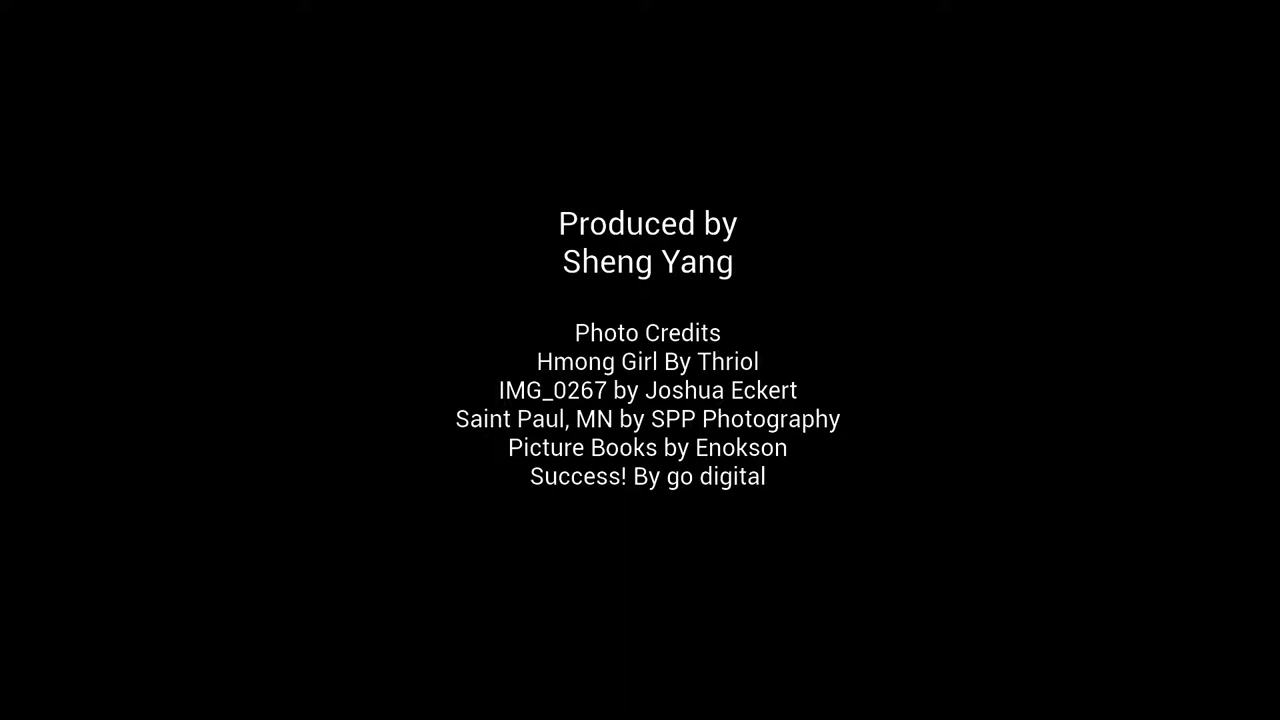 Produced by
Sheng Yang
Photo Credits
Hmong Girl By Thriol
IMG_0267 by Joshua Eckert
Saint Paul, MN by SPP Photography
Picture Books by Enokson
Success! By go digital